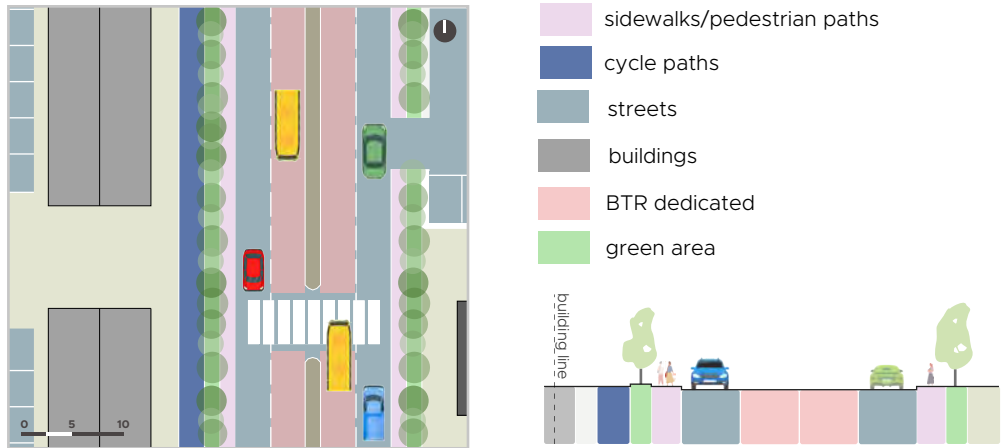 0 5 10
sidewalks/pedestrian paths
cycle paths
streets
buildings
BTR dedicated
green area
building line